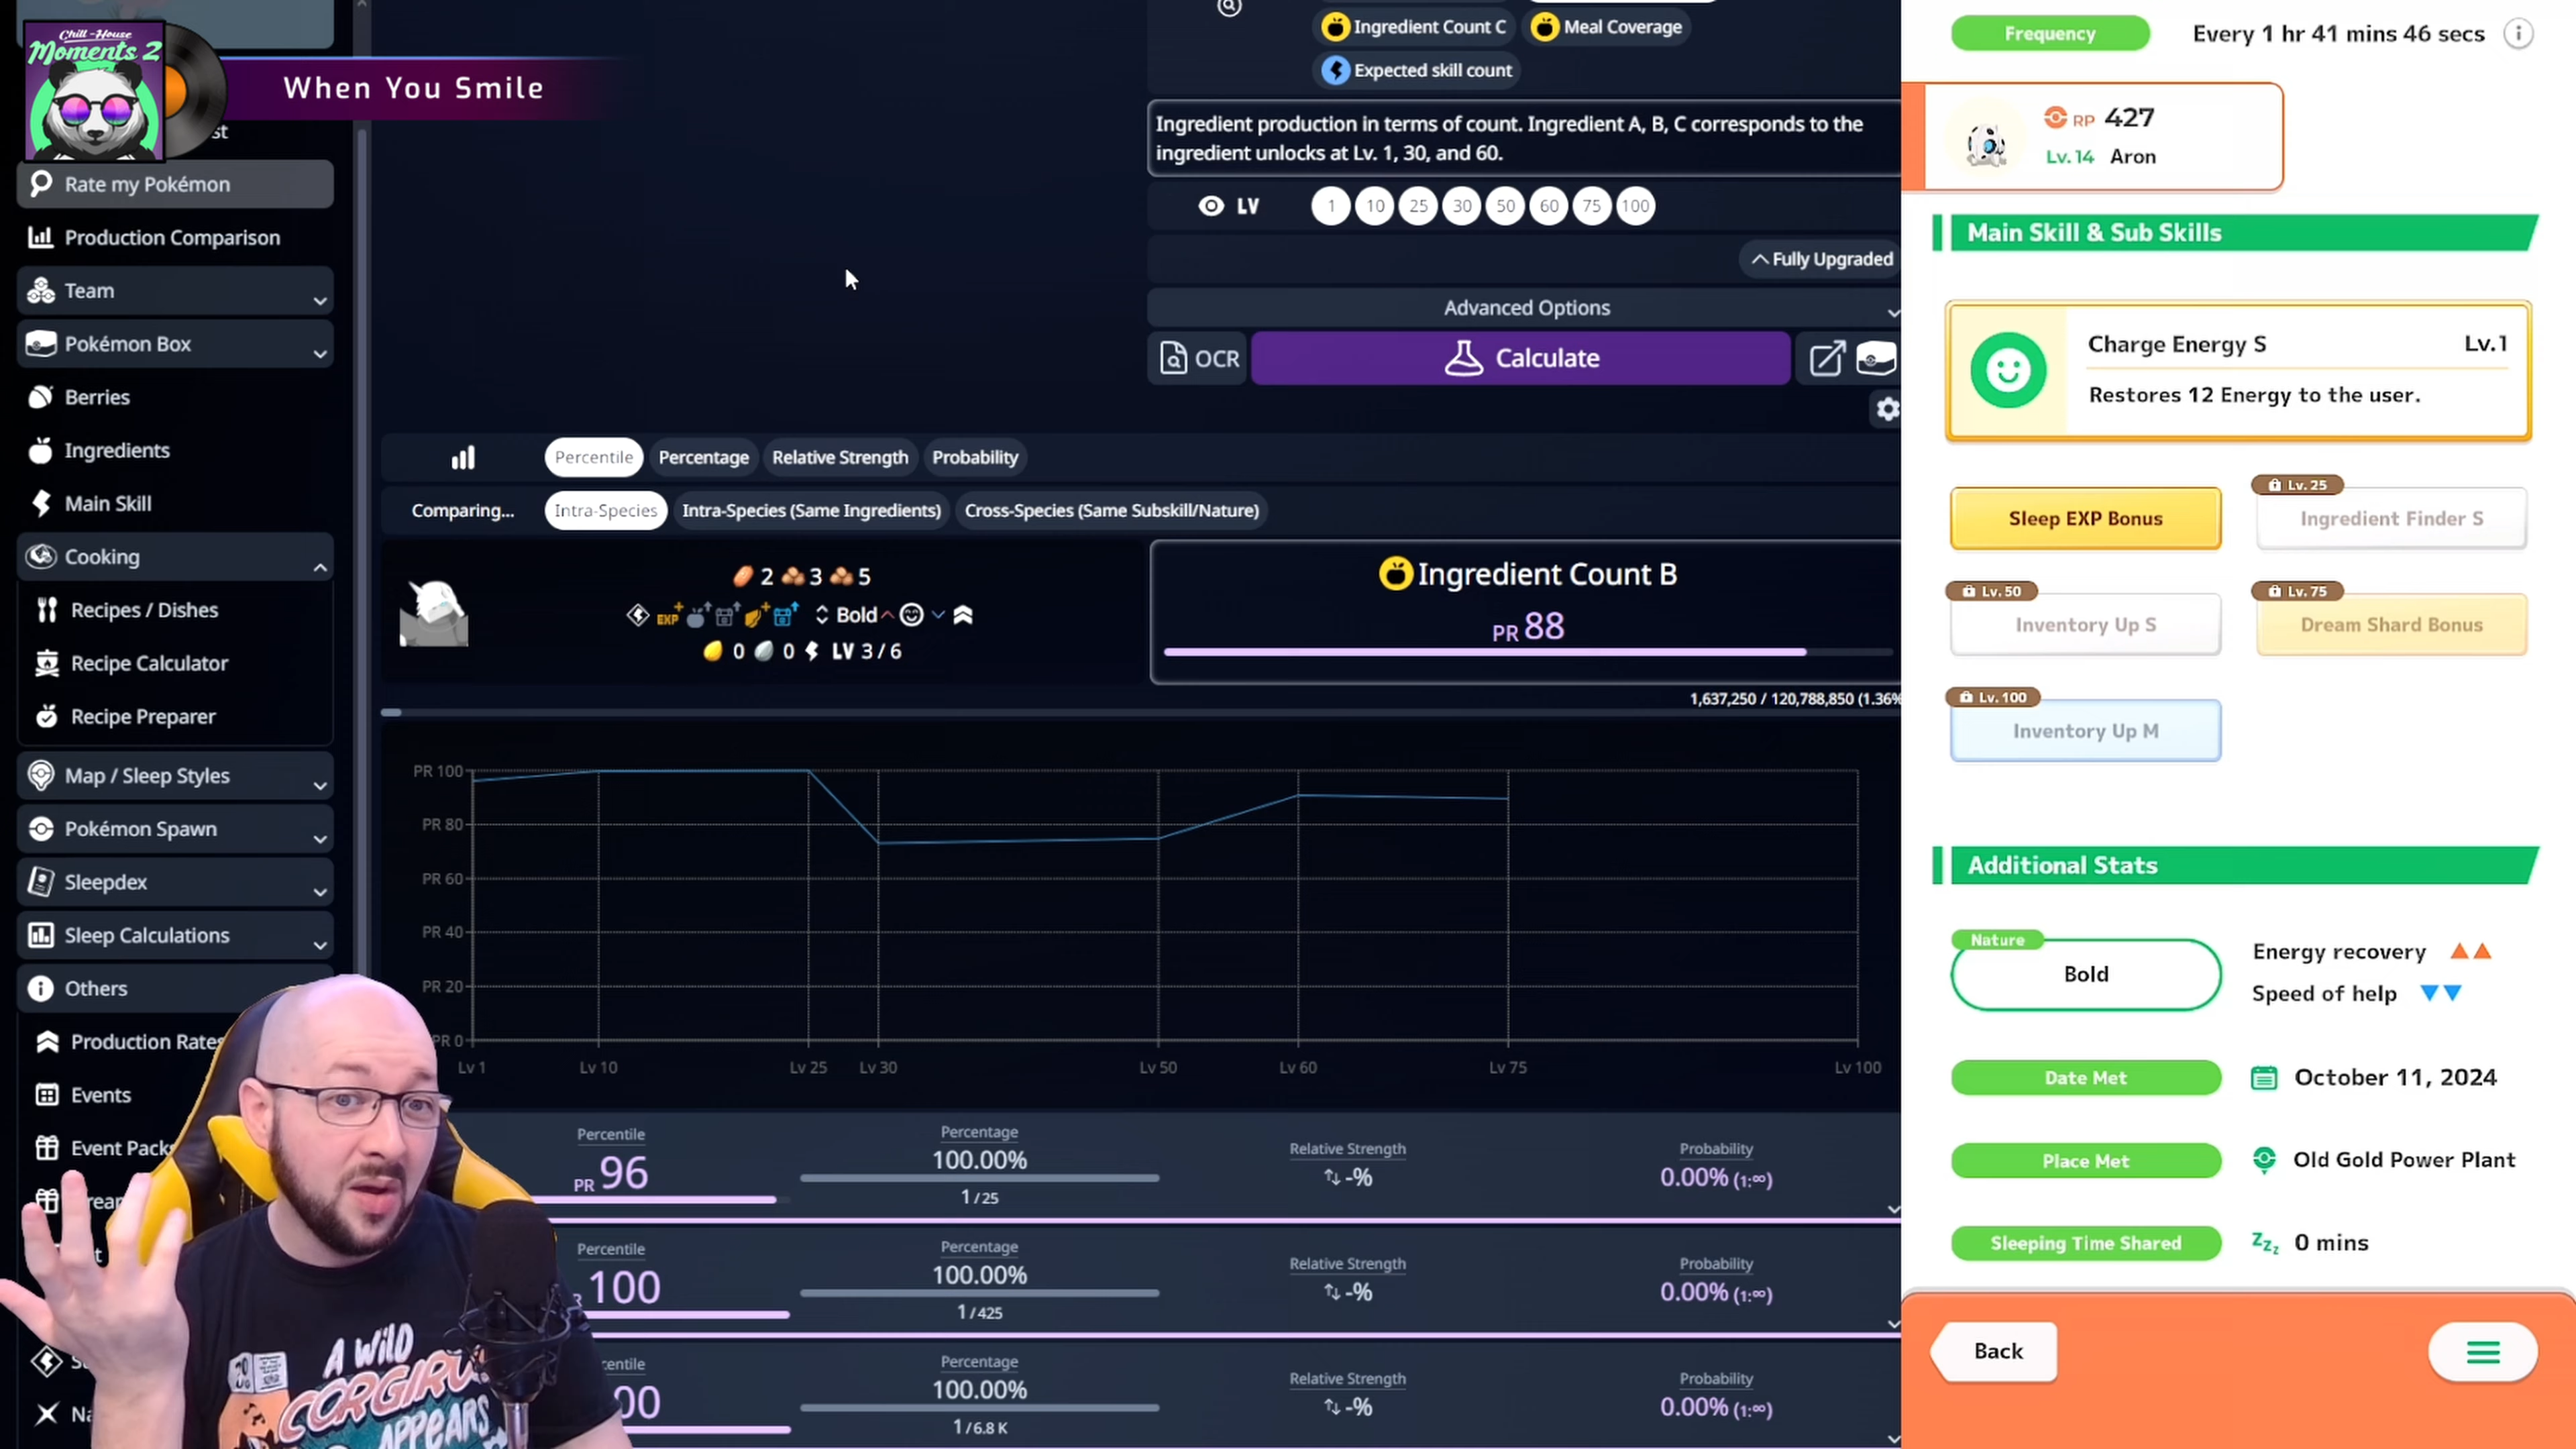 Chill-House
Moments 2
When You Smile
st
Rate my Pokémon
Production Comparison
Team
Pokémon Box
Berries
Ingredients
Main Skill
Cooking
Recipes / Dishes
Recipe Calculator
Recipe Preparer
Map / Sleep Styles
Pokémon Spawn
Sleepdex
Sleep Calculations
Others
Production Rates
Events
Event Packs
Ingredient Count C
Meal Coverage
Expected skill count
Ingredient production in terms of count. Ingredient A, B, C corresponds to the
ingredient unlocks at Lv. 1, 30, and 60.
LV 1 10 25 30 50 60 75 100
Fully Upgraded
Advanced Options
OCR
Calculate
Percentile Percentage Relative Strength Probability
Comparing... Intra-Species Intra-Species (Same Ingredients) Cross-Species (Same Subskill/Nature)
2 3 5
EXP+ Bold
0 0 LV 3 / 6
Ingredient Count B
PR 88
1,637,250 / 120,788,850 (1.36%
PR 100
PR 80
PR 60
PR 40
PR 20
PR 0
Lv 1 Lv 10 Lv 25 Lv 30 Lv 50 Lv 60 Lv 75 Lv 100
Percentile Percentage Relative Strength Probability
PR 96 100.00% -% 0.00% (1:∞)
1 / 25
Percentile Percentage Relative Strength Probability
100 100.00% -% 0.00% (1:∞)
1 / 425
centile Percentage Relative Strength Probability
00 100.00% -% 0.00% (1:∞)
1 / 6.8 K
A WILD
CORGIRU
APPEARS
Frequency Every 1 hr 41 mins 46 secs
RP 427
Lv. 14 Aron
Main Skill & Sub Skills
Charge Energy S Lv.1
Restores 12 Energy to the user.
Sleep EXP Bonus
Lv. 25
Ingredient Finder S
Lv. 50
Inventory Up S
Lv. 75
Dream Shard Bonus
Lv. 100
Inventory Up M
Additional Stats
Nature
Bold
Energy recovery
Speed of help
Date Met October 11, 2024
Place Met Old Gold Power Plant
Sleeping Time Shared Zzz 0 mins
Back